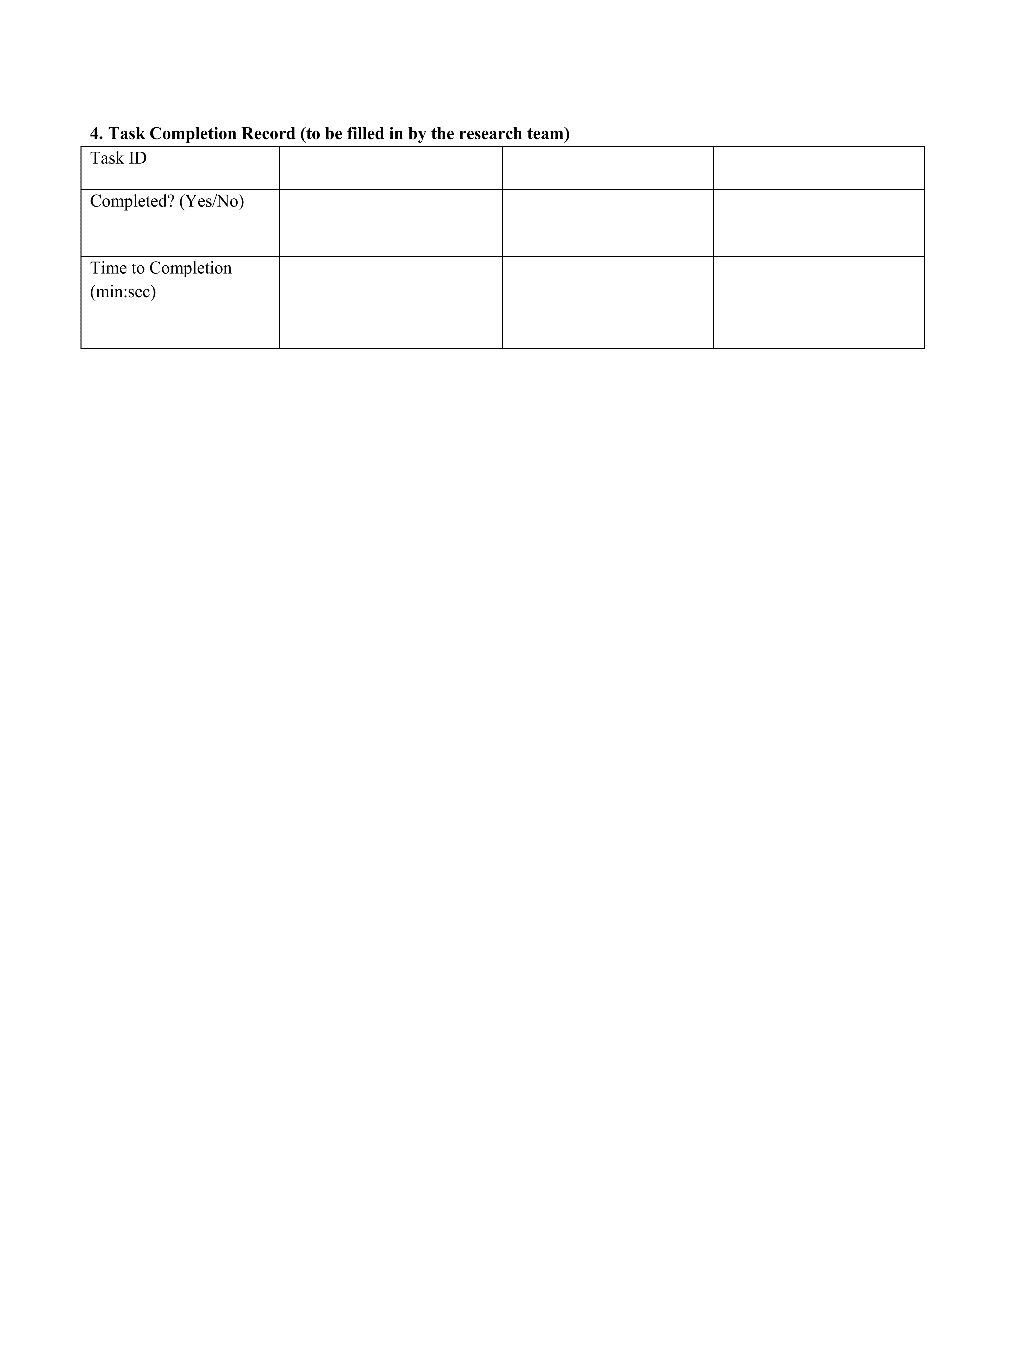 4. Task Completion Record (to be filled in by the research team)
Task ID
Completed? (Yes/No)
Time to Completion
(min:sec)